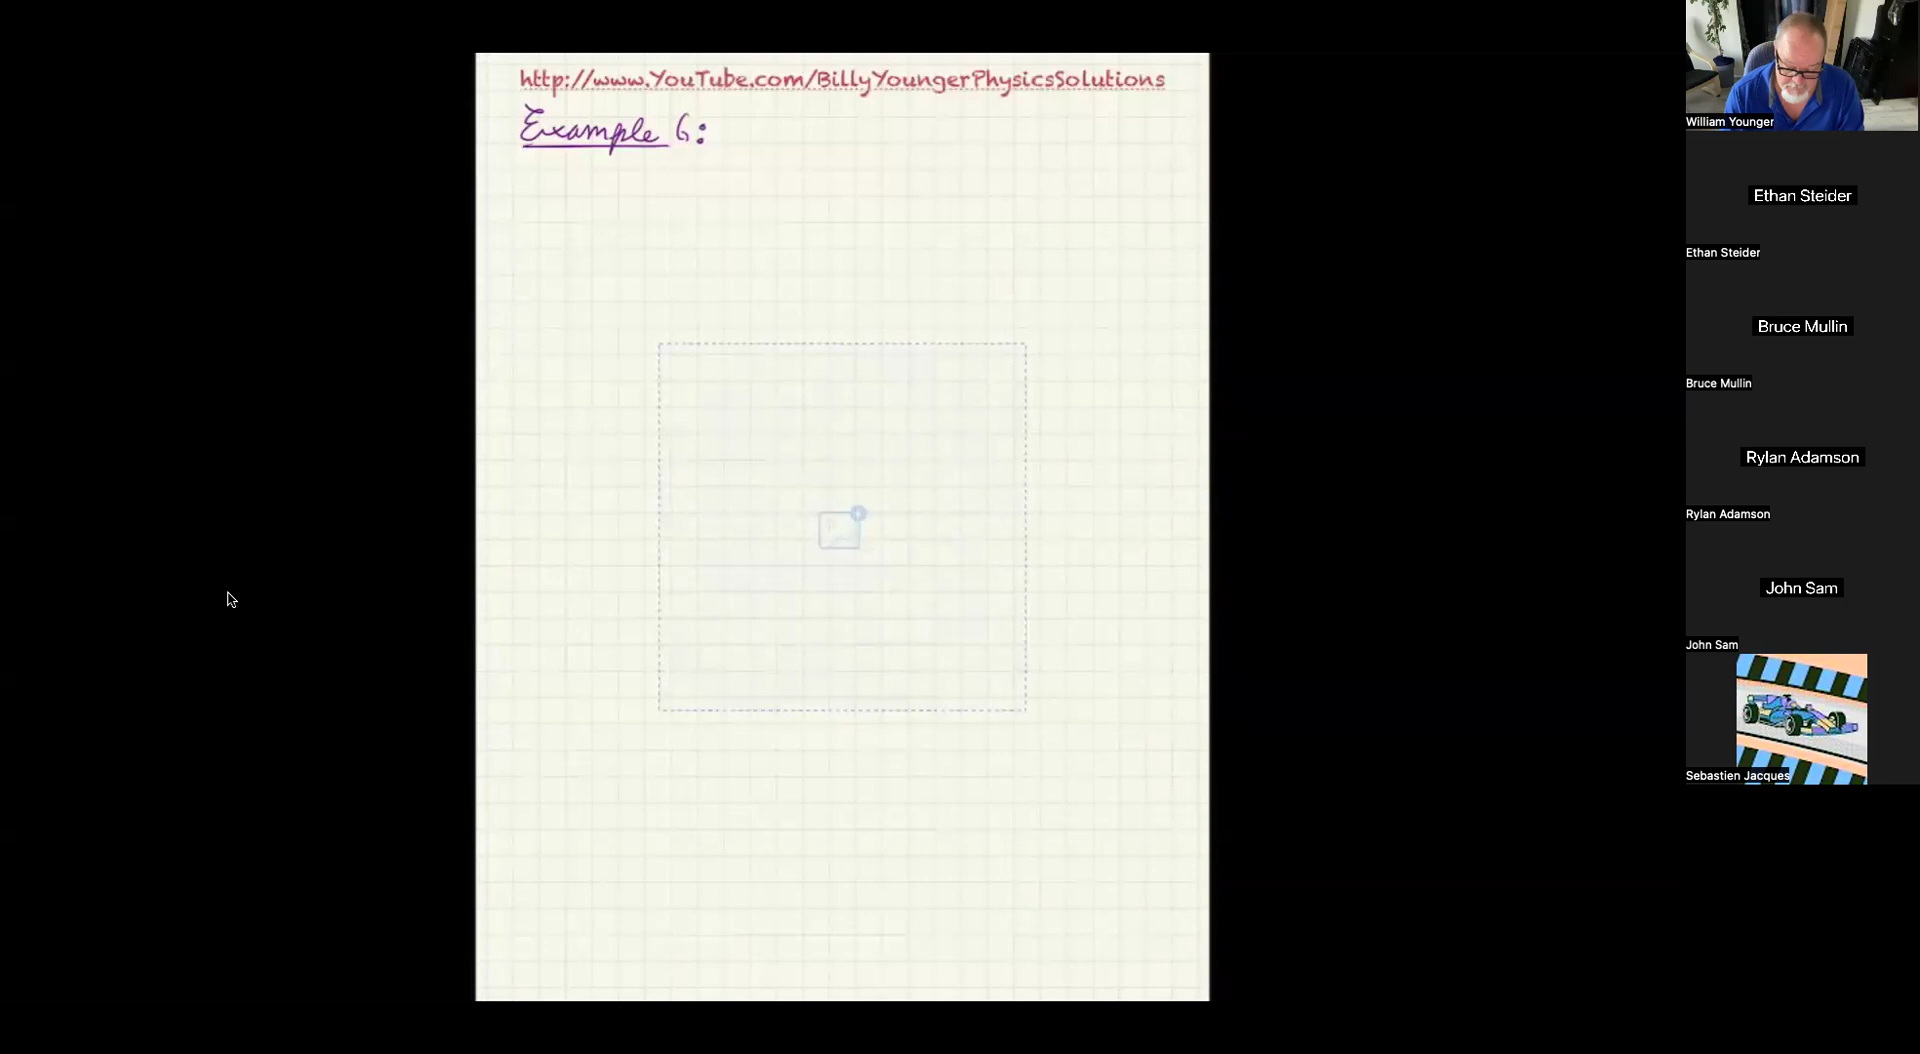 http://www.YouTube.com/BillyYoungerPhysicsSolutions
Example 6:
William Younger
Ethan Steider
Ethan Steider
Bruce Mullin
Bruce Mullin
Rylan Adamson
Rylan Adamson
John Sam
John Sam
Sebastien Jacques